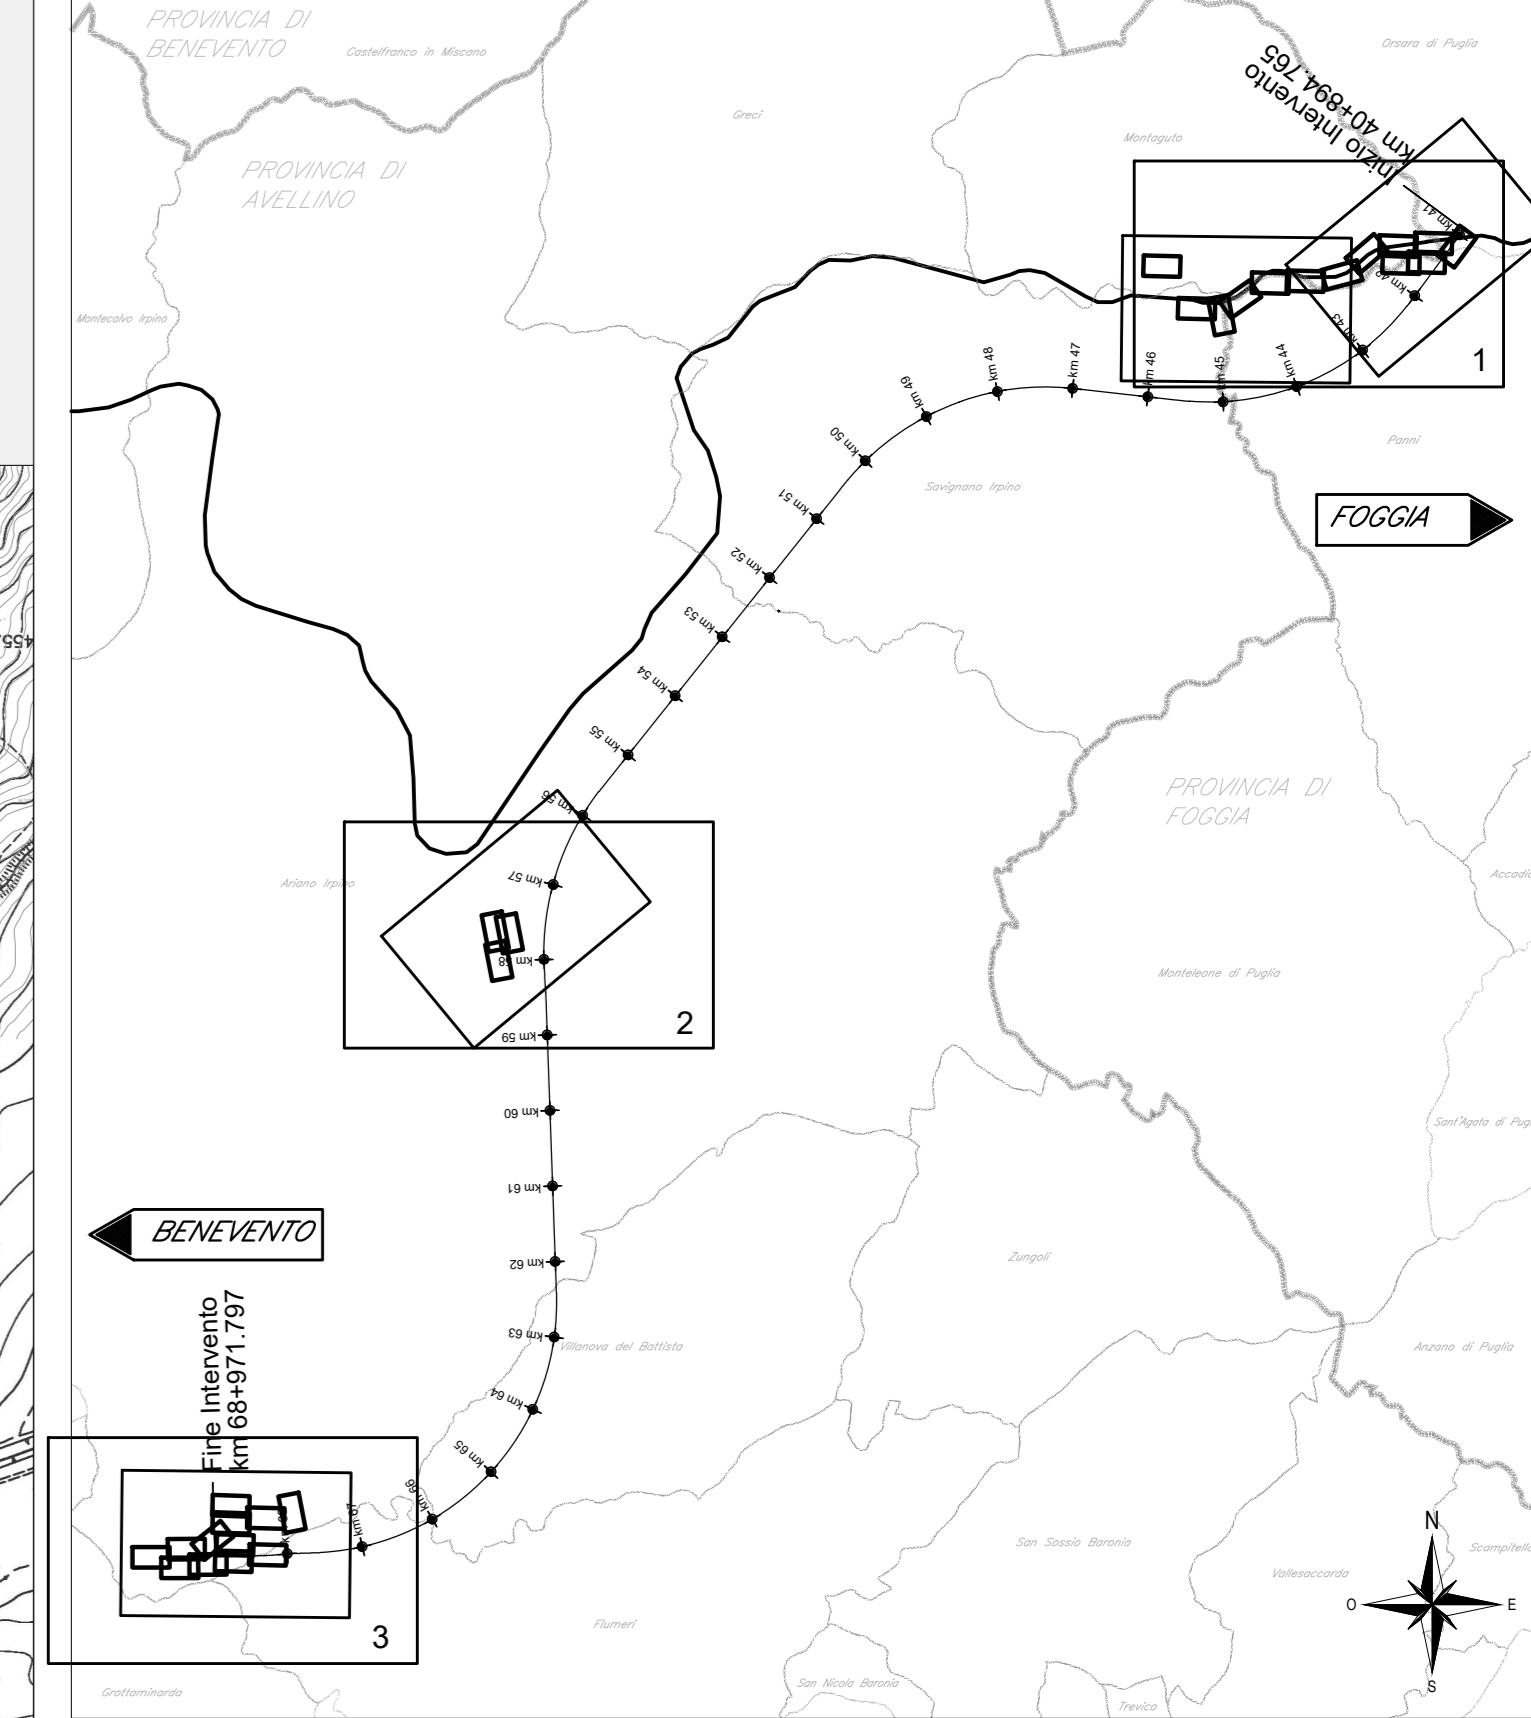 PROVINCIA DI
BENEVENTO
Castelfranco in Miscano
Orsara di Puglia
Greci
Montaguto
Inizio Intervento
km 40+894.765
PROVINCIA DI
AVELLINO
km 41
km 42
km 43
1
Montecalvo Irpino
km 44
km 45
km 46
km 47
km 48
km 49
km 50
Panni
Savignano Irpino
FOGGIA
km 51
km 52
km 53
455.
km 54
km 55
PROVINCIA DI
FOGGIA
km 56
Ariano Irpino
km 57
Monteleone di Puglia
km 58
2
km 59
km 60
km 61
BENEVENTO
km 62
Zungoli
km 63
Villanova del Battista
Anzano di Puglia
Fine Intervento
km 68+971.797
km 64
km 65
km 66
km 67
3
San Sossio Baronia
Vallesaccarda
N
O
E
S
Flumeri
San Nicola Baronia
Trevico
Grottaminarda